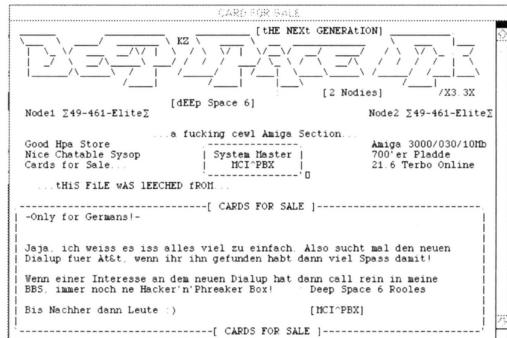 CARD FOR SALE
[tHE NEXt GENERAtION]
KZ
[2 Nodies] /X3.3X
[dEEp Space 6]
Node1 Σ49-461-EliteΣ Node2 Σ49-461-EliteΣ
...a fucking cewl Amiga Section...
Good Hpa Store Amiga 3000/030/10Mb
Nice Chatable Sysop System Master 700'er Pladde
Cards for Sale... MCI^PBX 21.6 Terbo Online
...tHiS FiLE wAS lEECHED fROM...
[ CARDS FOR SALE ]
-Only for Germans!-
Jaja, ich weiss es iss alles viel zu einfach. Also sucht mal den neuen
Dialup fuer At&t, wenn ihr ihn gefunden habt dann viel Spass damit!
Wenn einer Interesse an dem neuen Dialup hat dann call rein in meine
BBS, immer noch ne Hacker'n'Phreaker Box! Deep Space 6 Rooles
Bis Nachher dann Leute :) [MCI^PBX]
[ CARDS FOR SALE ]